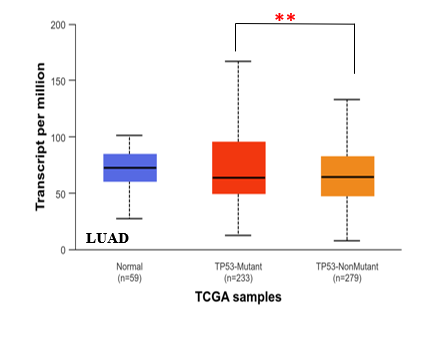 **
200
150
100
50
0
Transcript per million
LUAD
Normal
(n=59)
TP53-Mutant
(n=233)
TP53-NonMutant
(n=279)
TCGA samples